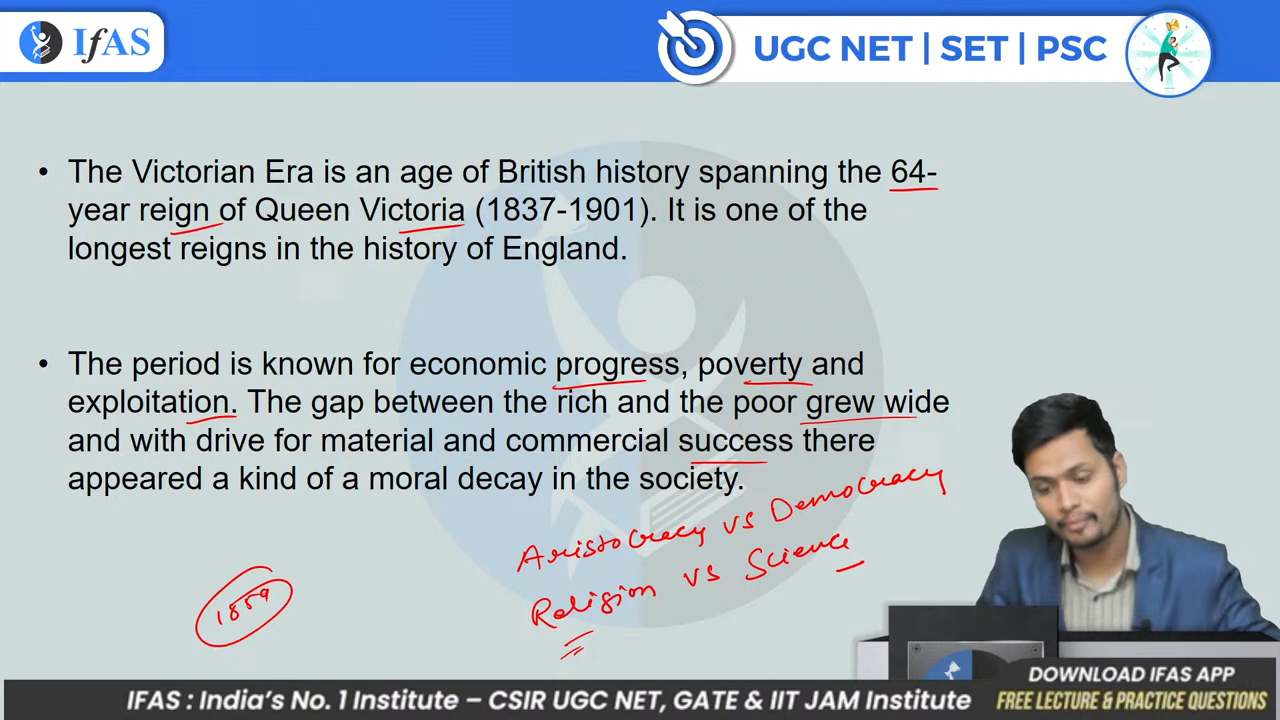 IfAS
UGC NET | SET | PSC
• The Victorian Era is an age of British history spanning the 64-
year reign of Queen Victoria (1837-1901). It is one of the
longest reigns in the history of England.
• The period is known for economic progress, poverty and
exploitation. The gap between the rich and the poor grew wide
and with drive for material and commercial success there
appeared a kind of a moral decay in the society.
Aristocracy vs Democracy
Religion vs Science
1859
DOWNLOAD IFAS APP
IFAS : India's No. 1 Institute – CSIR UGC NET, GATE & IIT JAM Institute
FREE LECTURE & PRACTICE QUESTIONS